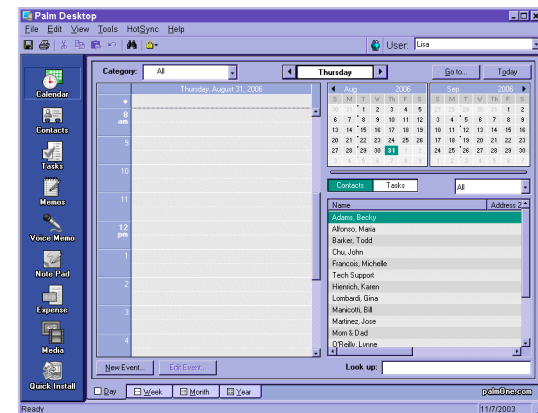 Palm Desktop
File Edit View Tools HotSync Help
User: Lisa
Category: All
Thursday
Go to... Today
Thursday, August 31, 2006
8 am
9
10
11
12 pm
1
2
3
4
Aug 2006
S M T W Th F S
30 31 1 2 3 4 5
6 7 8 9 10 11 12
13 14 15 16 17 18 19
20 21 22 23 24 25 26
27 28 29 30 31
Sep 2006
S M T W Th F S
1 2
3 4 5 6 7 8 9
10 11 12 13 14 15 16
17 18 19 20 21 22 23
24 25 26 27 28 29 30
Contacts Tasks All
Name Address 2
Adams, Becky
Alfonso, Maria
Barker, Todd
Chu, John
Francois, Michelle
Tech Support
Hienrich, Karen
Lombardi, Gina
Manicotti, Bill
Martinez, Jose
Mom & Dad
O'Reilly, Lynne
Look up:
Calendar
Contacts
Tasks
Memos
Voice Memo
Note Pad
Expense
Media
Quick Install
New Event... Edit Event...
Day Week Month Year
palmOne.com
Ready 11/7/2003